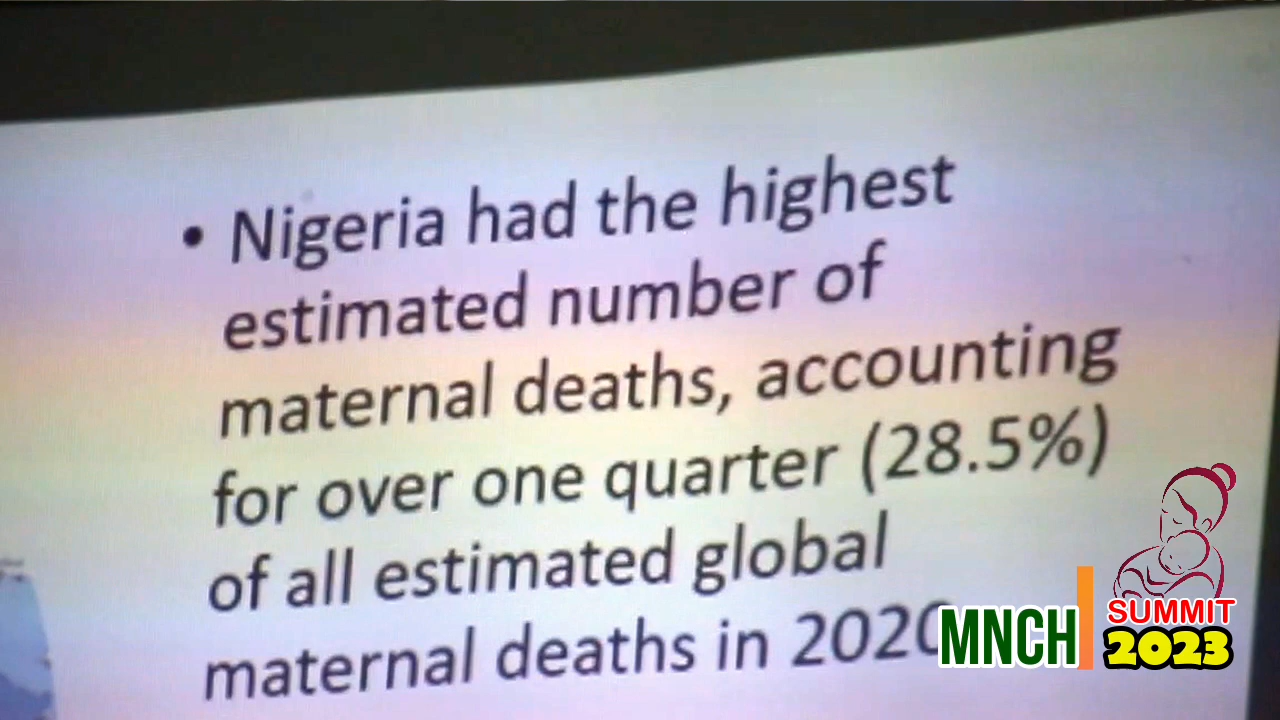 • Nigeria had the highest
estimated number of
maternal deaths, accounting
for over one quarter (28.5%)
of all estimated global
maternal deaths in 2020
MNCH
SUMMIT
2023